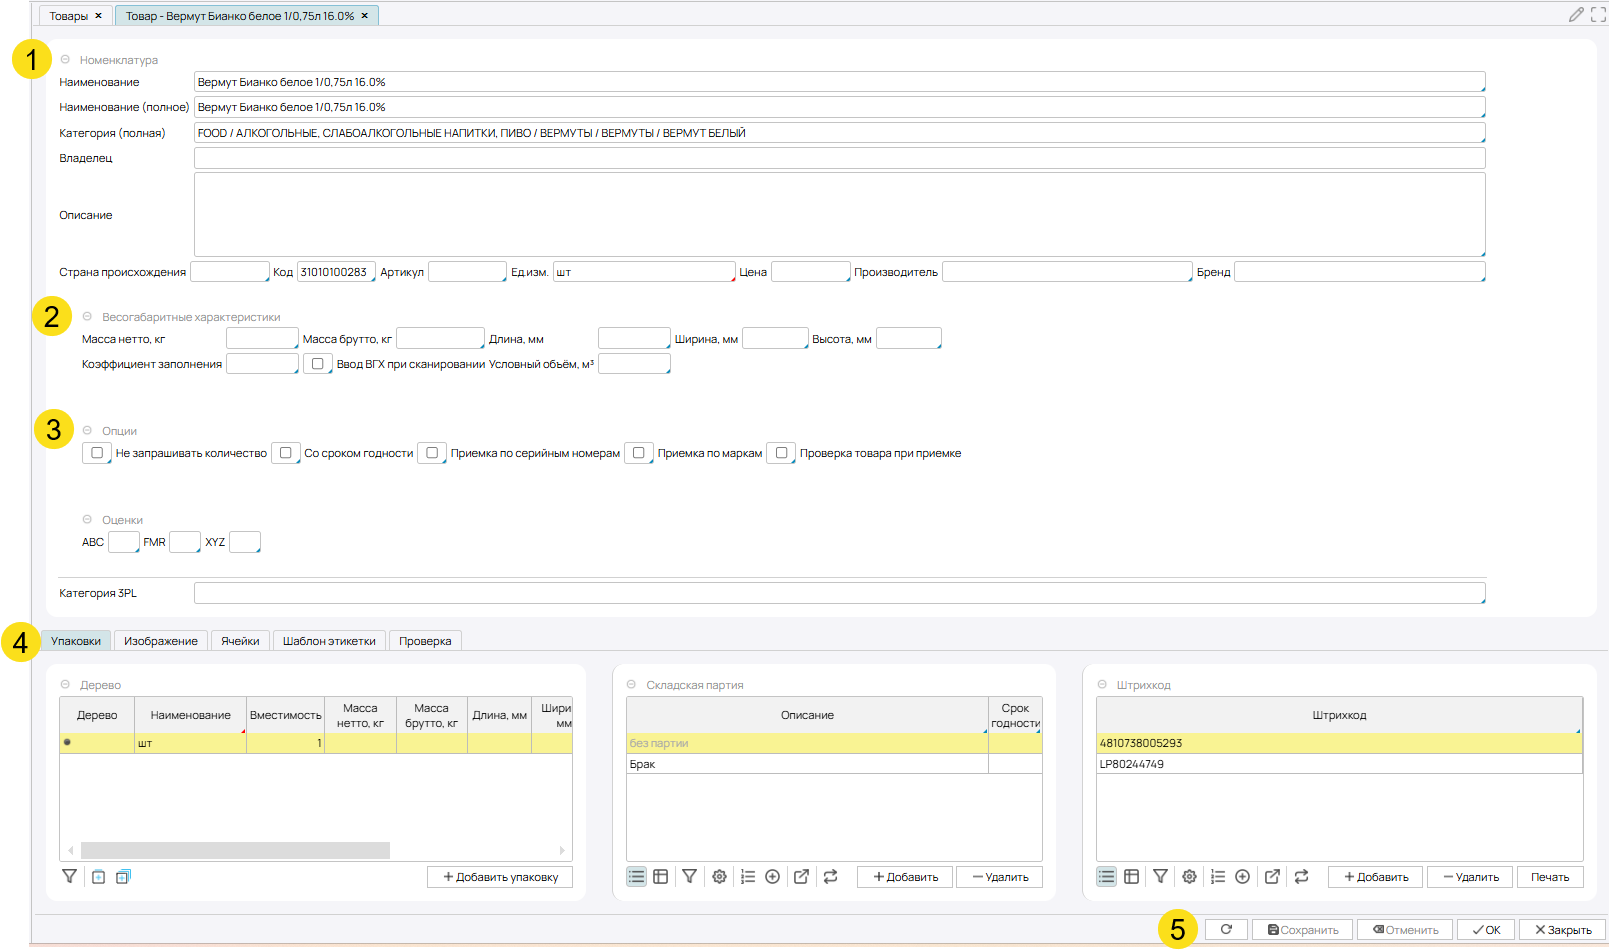 Товары ×
Товар - Вермут Бианко белое 1/0,75л 16.0% ×
1
Номенклатура
Наименование Вермут Бианко белое 1/0,75л 16.0%
Наименование (полное) Вермут Бианко белое 1/0,75л 16.0%
Категория (полная) FOOD / АЛКОГОЛЬНЫЕ, СЛАБОАЛКОГОЛЬНЫЕ НАПИТКИ, ПИВО / ВЕРМУТЫ / ВЕРМУТЫ / ВЕРМУТ БЕЛЫЙ
Владелец
Описание
Страна происхождения Код 31010100283 Артикул Ед.изм. шт Цена Производитель Бренд
2
Весогабаритные характеристики
Масса нетто, кг Масса брутто, кг Длина, мм Ширина, мм Высота, мм
Коэффициент заполнения Ввод ВГХ при сканировании Условный объём, м³
3
Опции
Не запрашивать количество Со сроком годности Приемка по серийным номерам Приемка по маркам Проверка товара при приемке
Оценки
ABC FMR XYZ
Категория 3PL
4
Упаковки Изображение Ячейки Шаблон этикетки Проверка
Дерево
Дерево Наименование Вместимость Масса нетто, кг Масса брутто, кг Длина, мм Шири мм
шт 1
+ Добавить упаковку
Складская партия
Описание Срок годности
без партии
Брак
+ Добавить − Удалить
Штрихкод
Штрихкод
4810738005293
LP80244749
+ Добавить − Удалить Печать
5
Сохранить Отменить OK Закрыть